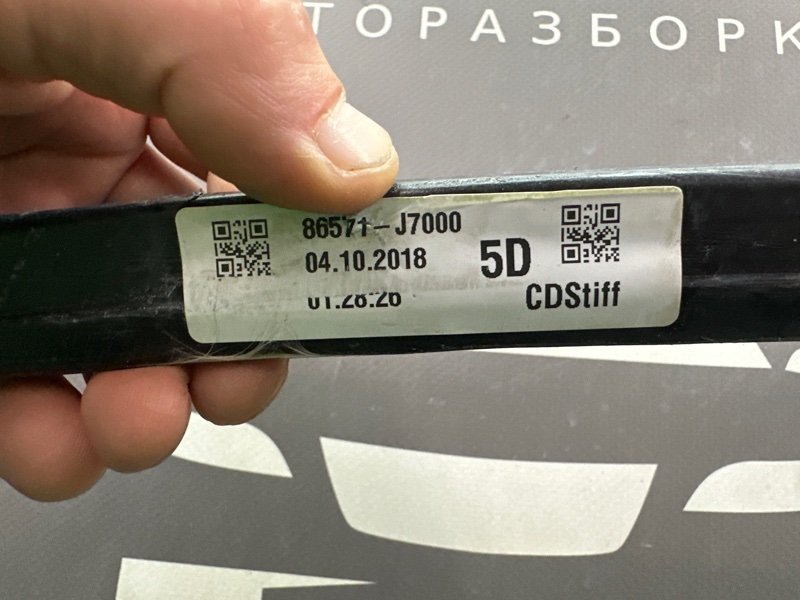 ТОРАЗБОРК
86571-J7000
04.10.2018
5D
01:28:26
CDStiff